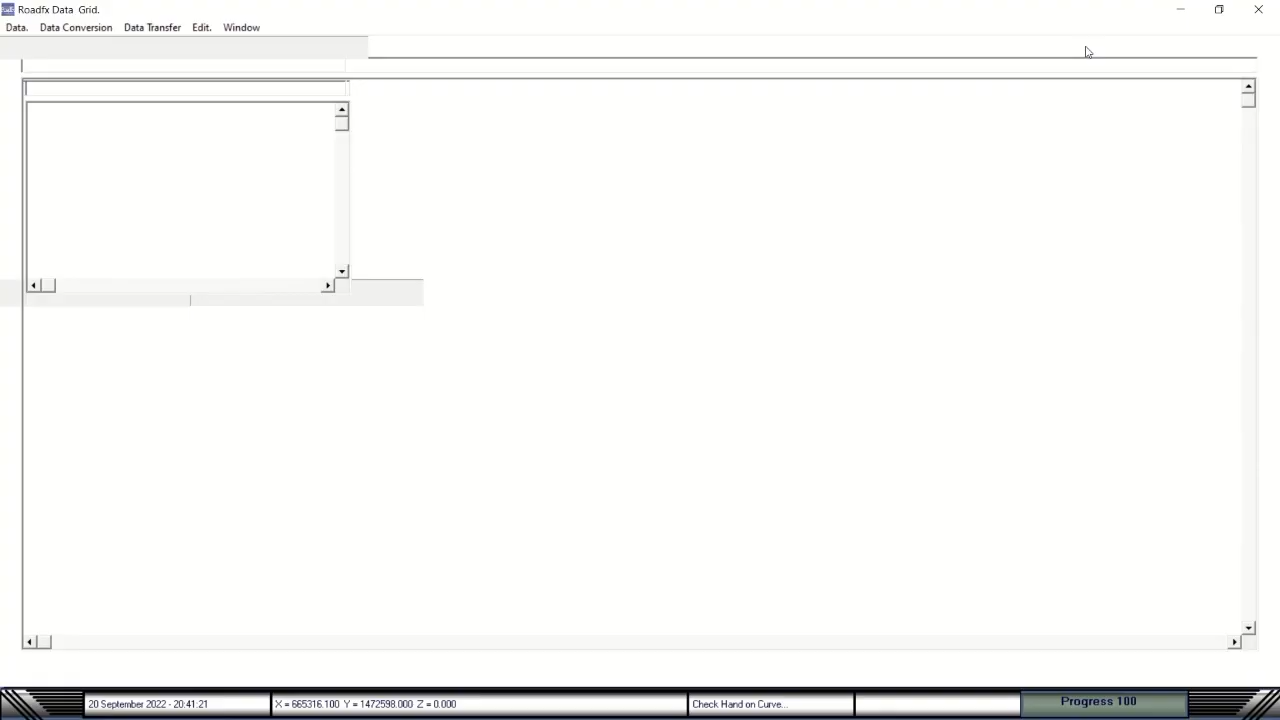 Roadfx Data Grid.
Data. Data Conversion Data Transfer Edit. Window
20 September 2022 - 20:41:21 X = 665316.100 Y = 1472598.000 Z = 0.000 Check Hand on Curve... Progress 100